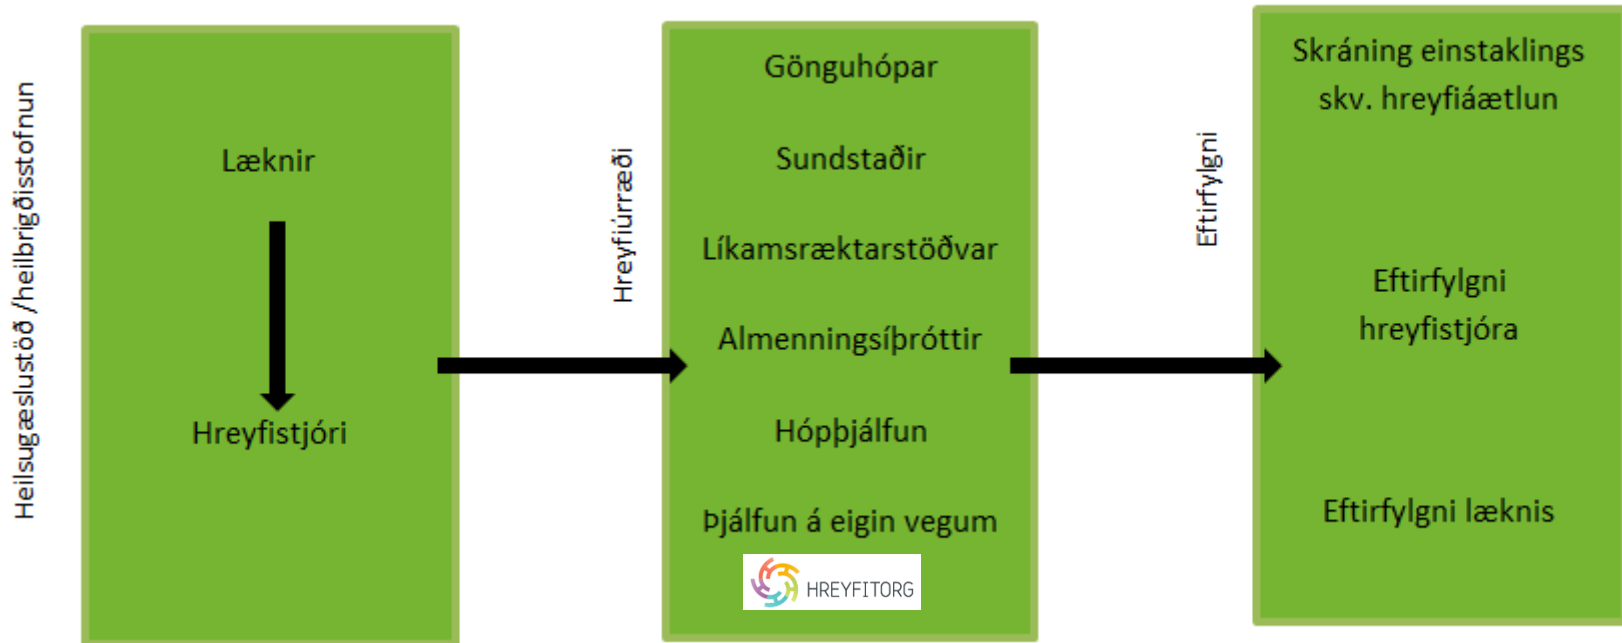 Heilsugæslustöð /heilbrigðisstofnun
Læknir
Hreyfistjóri
Hreyfiúrræði
Gönguhópar
Sundstaðir
Líkamsræktarstöðvar
Almenningsíþróttir
Hópþjálfun
Þjálfun á eigin vegum
HREYFITORG
Eftirfylgni
Skráning einstaklings
skv. hreyfiáætlun
Eftirfylgni
hreyfistjóra
Eftirfylgni læknis